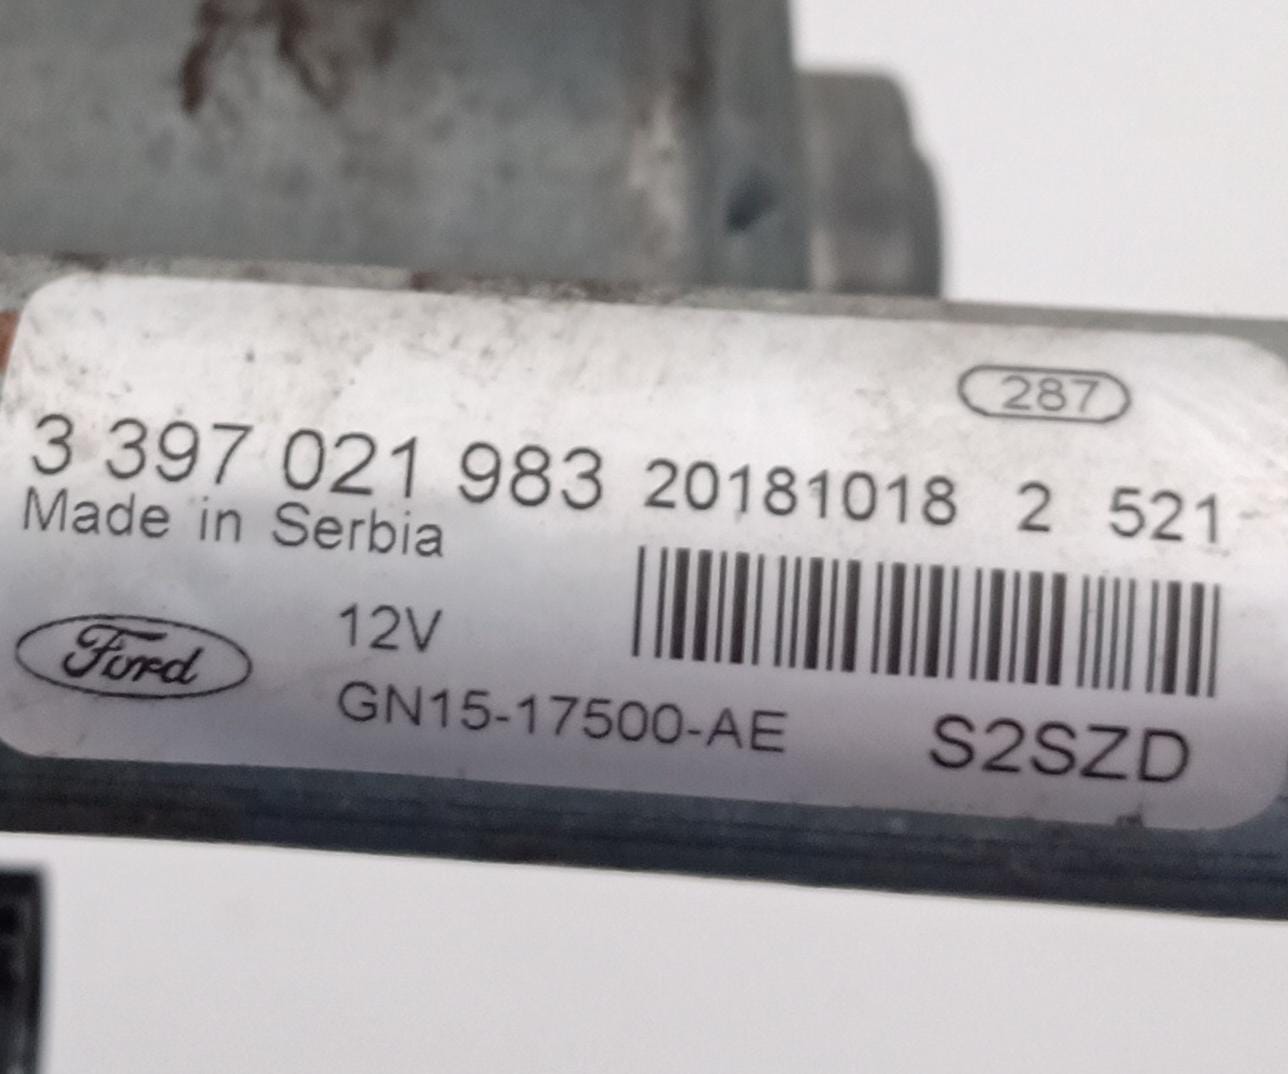 287
3 397 021 983 20181018 2 521
Made in Serbia
Ford
12V
GN15-17500-AE S2SZD